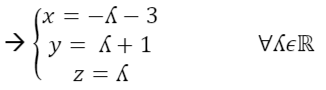 x = −ʎ − 3
→ { y = ʎ + 1 ∀ʎϵℝ
z = ʎ